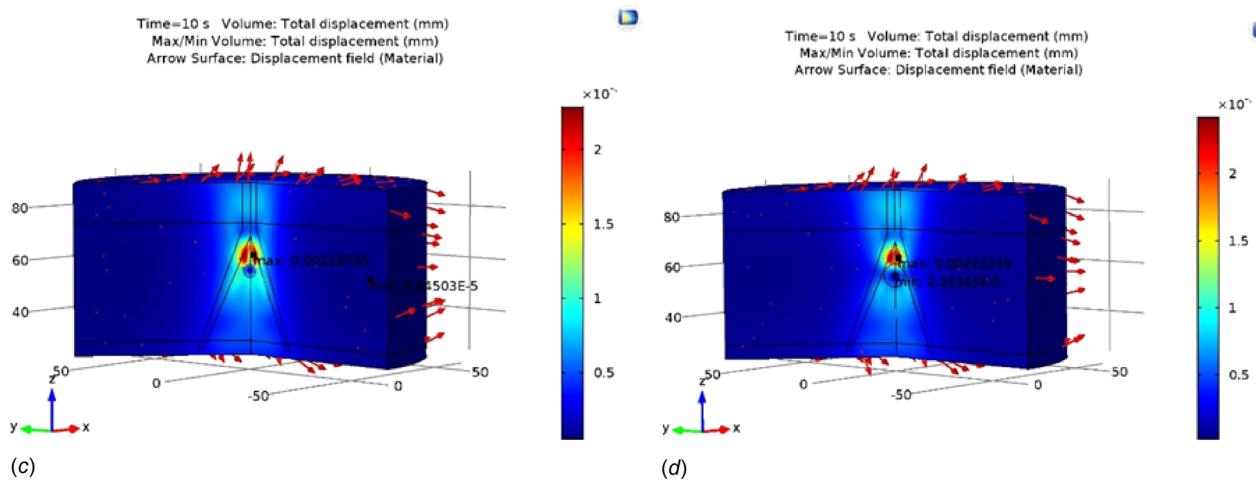 Time=10 s Volume: Total displacement (mm)
Max/Min Volume: Total displacement (mm)
Arrow Surface: Displacement field (Material)
×10
2
1.5
1
0.5
80
60
40
max: 0.00228795
50
0
-50
0
50
z
y
x
(c)
Time=10 s Volume: Total displacement (mm)
Max/Min Volume: Total displacement (mm)
Arrow Surface: Displacement field (Material)
×10
2
1.5
1
0.5
80
60
40
max: 0.00242245
min: 2.36345E-5
50
0
-50
0
50
z
y
x
(d)